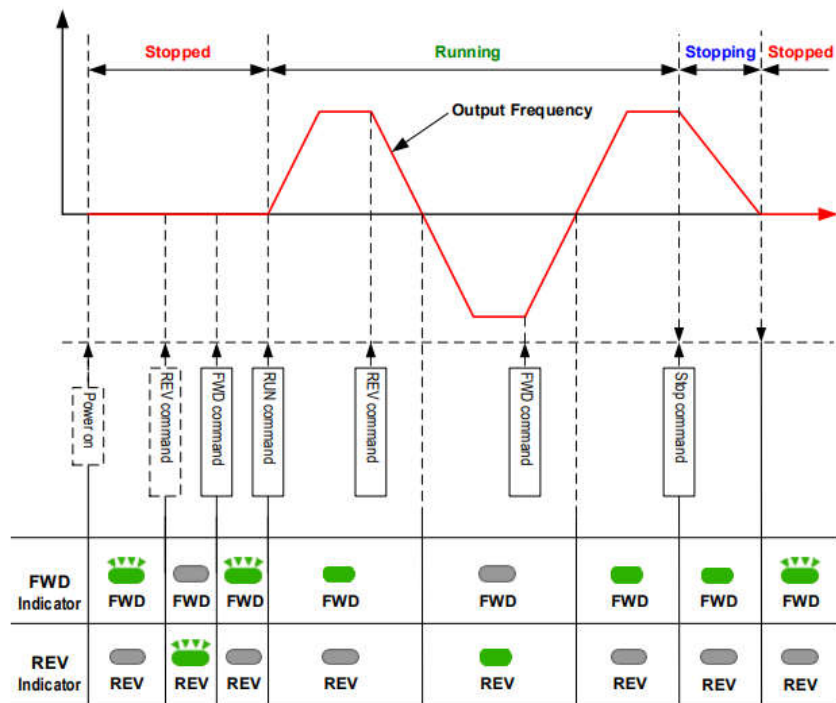 Stopped
Running
Stopping
Stopped
Output Frequency
Power on
REV command
FWD command
RUN command
REV command
FWD command
Stop command
FWD
Indicator
FWD
FWD
FWD
FWD
FWD
FWD
FWD
FWD
REV
Indicator
REV
REV
REV
REV
REV
REV
REV
REV